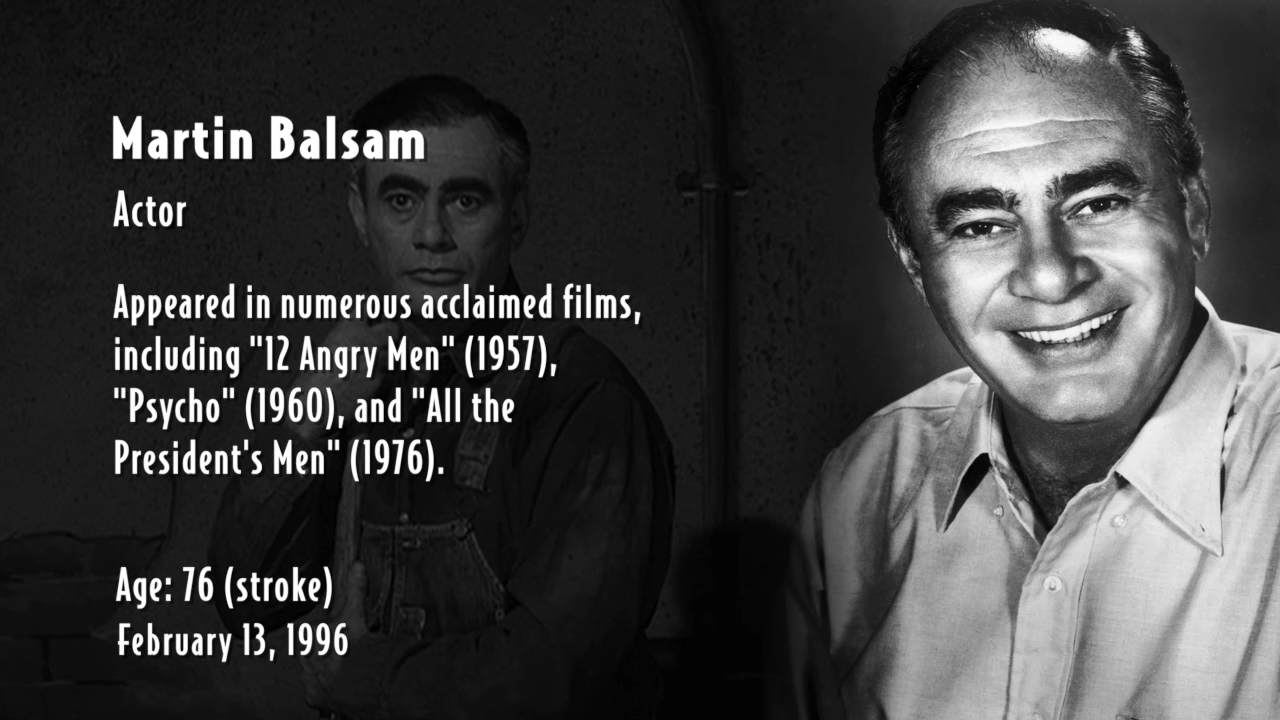 Martin Balsam
Actor
Appeared in numerous acclaimed films,
including "12 Angry Men" (1957),
"Psycho" (1960), and "All the
President's Men" (1976).
Age: 76 (stroke)
February 13, 1996